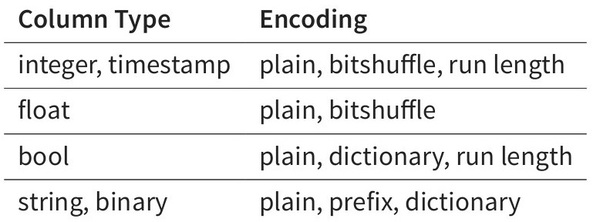 Column Type Encoding
integer, timestamp plain, bitshuffle, run length
float plain, bitshuffle
bool plain, dictionary, run length
string, binary plain, prefix, dictionary